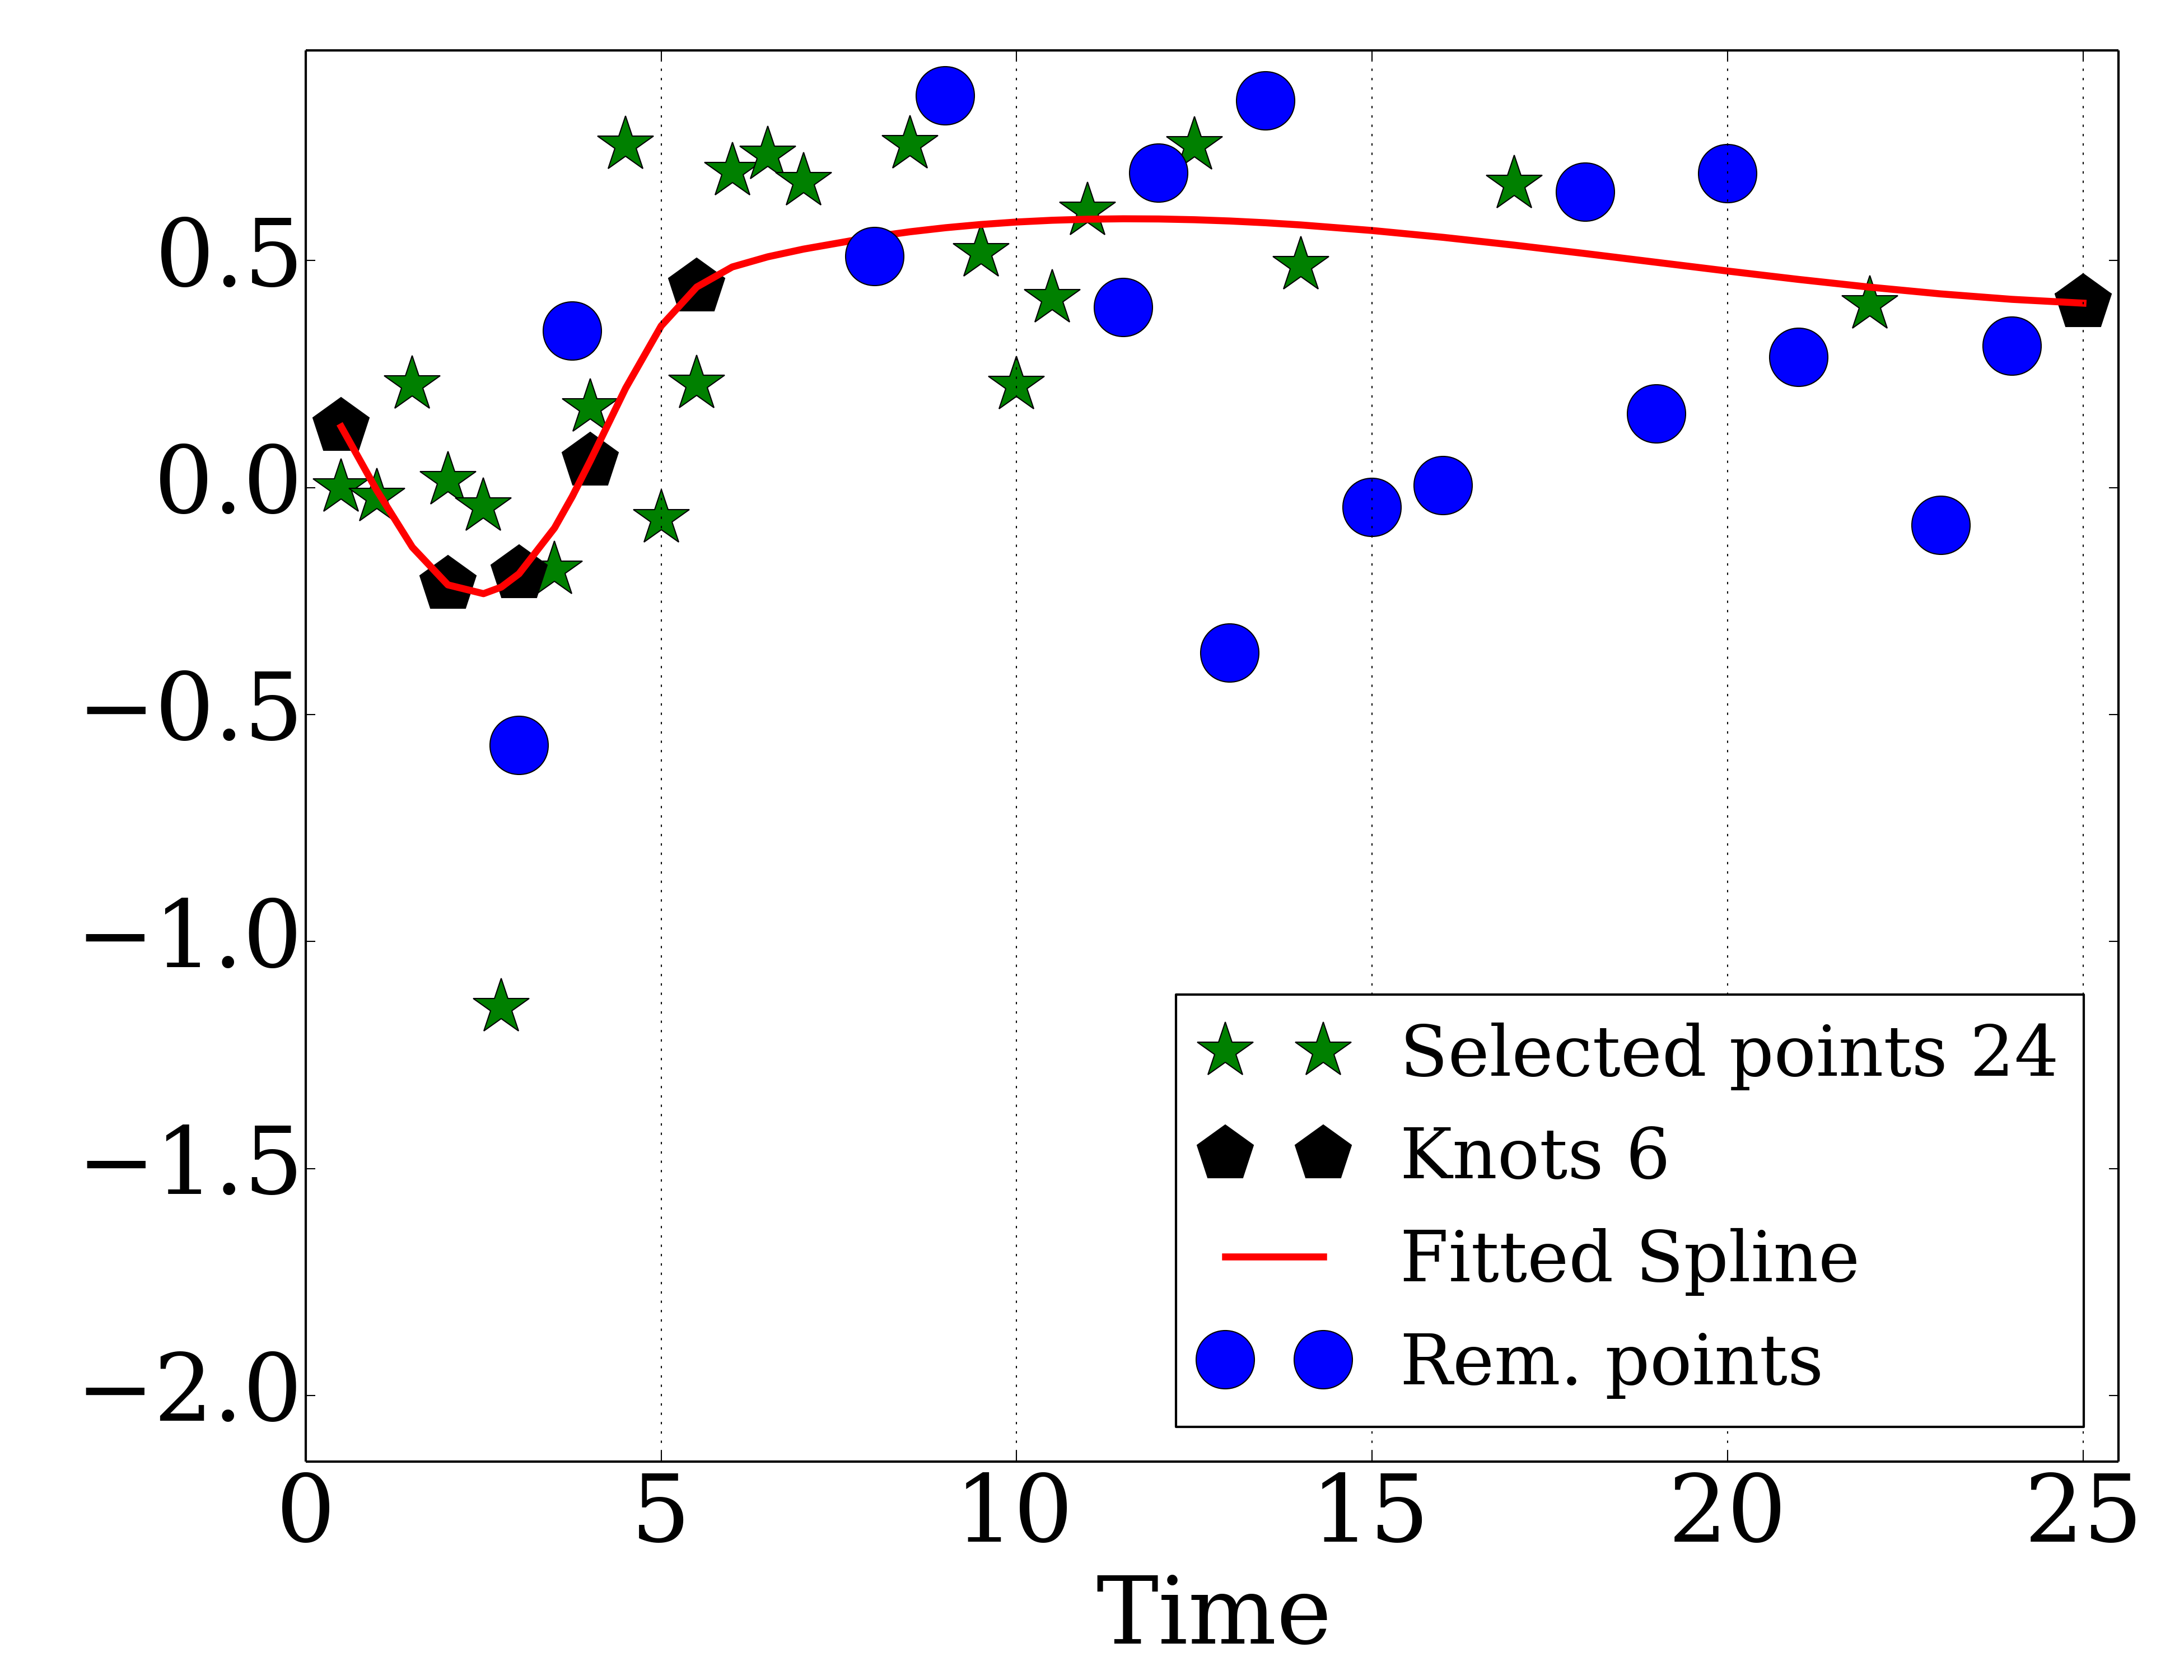 0.5
0.0
−0.5
−1.0
−1.5
−2.0
Selected points 24
Knots 6
Fitted Spline
Rem. points
0 5 10 15 20 25
Time